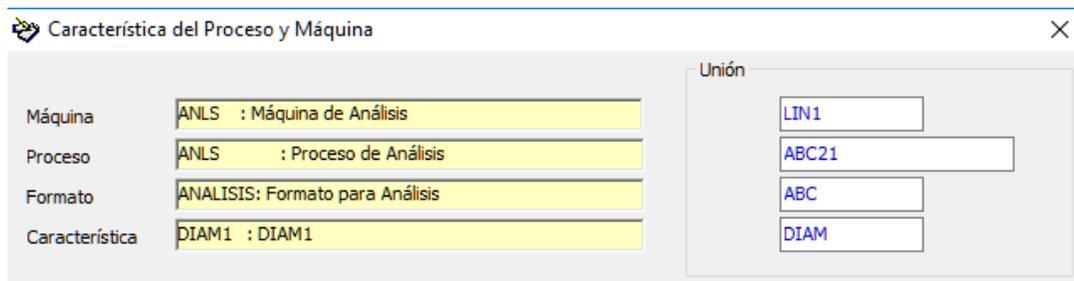 Característica del Proceso y Máquina
Unión
Máquina ANLS : Máquina de Análisis LIN1
Proceso ANLS : Proceso de Análisis ABC21
Formato ANALISIS: Formato para Análisis ABC
Característica DIAM1 : DIAM1 DIAM